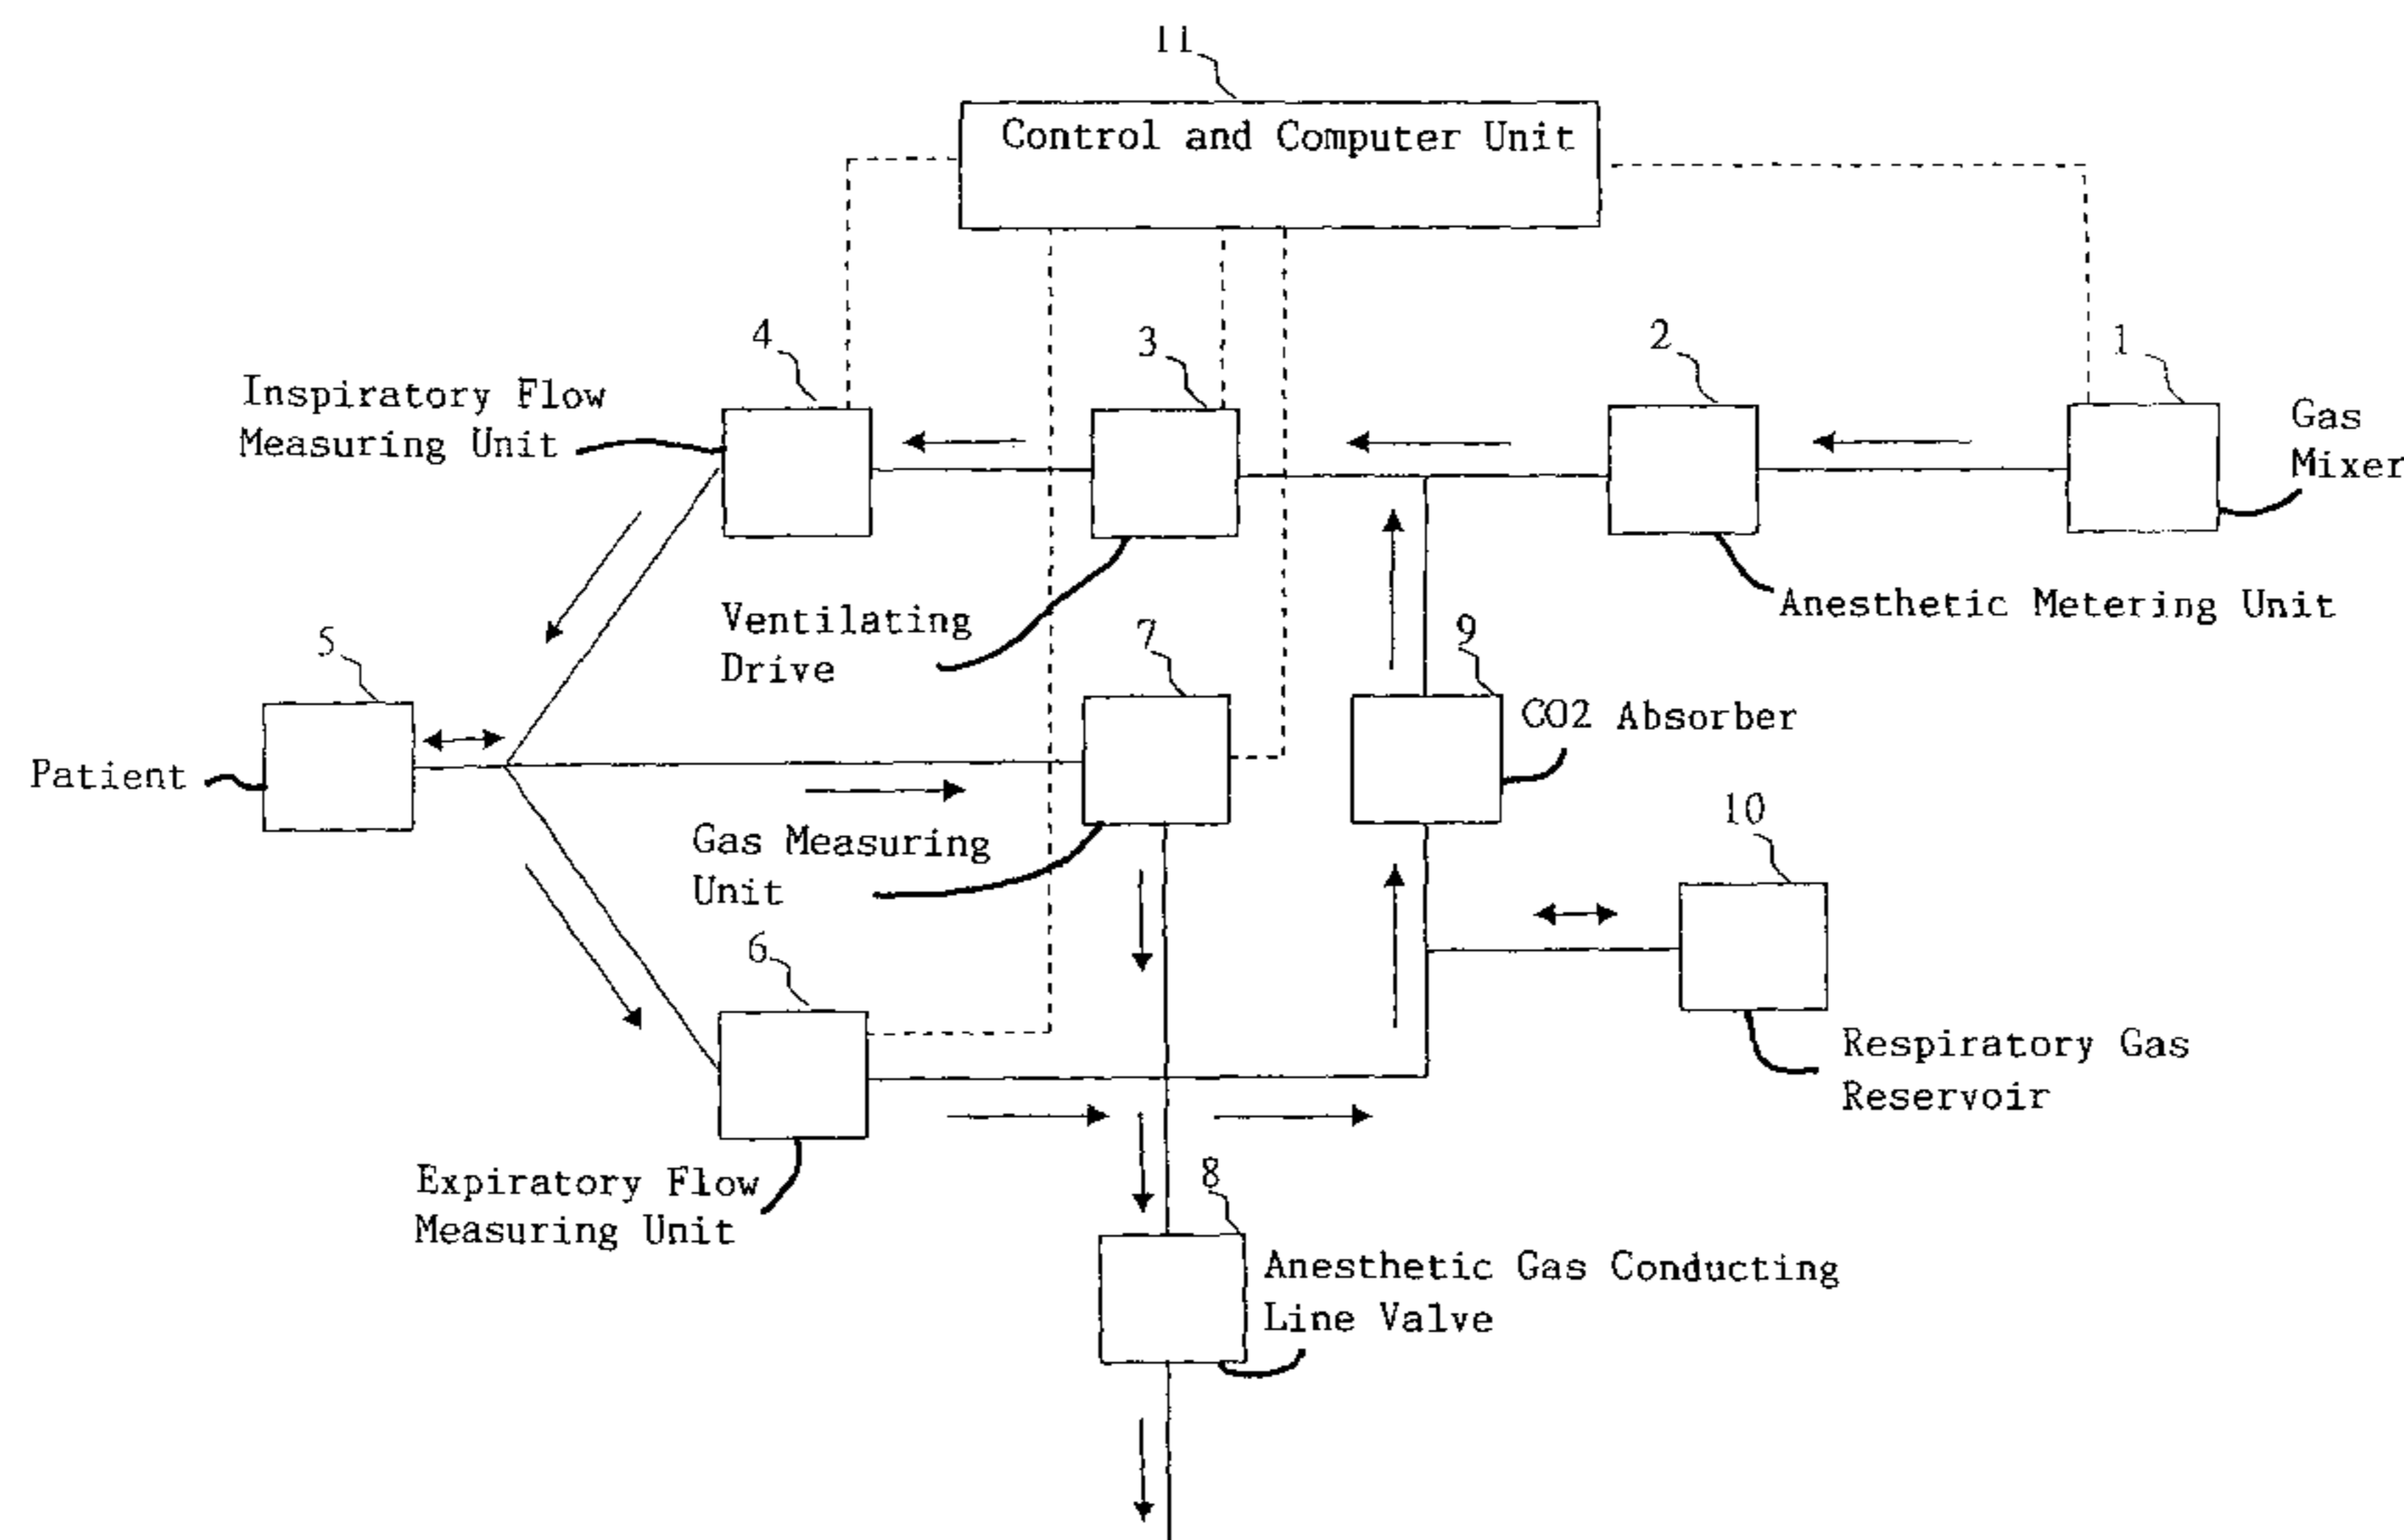 11
Control and Computer Unit
4
3
2
1
Inspiratory Flow
Measuring Unit
Gas
Mixer
Anesthetic Metering Unit
Ventilating
Drive
5
7
9
CO2 Absorber
Patient
10
Gas Measuring
Unit
6
Respiratory Gas
Reservoir
8
Expiratory Flow
Measuring Unit
Anesthetic Gas Conducting
Line Valve